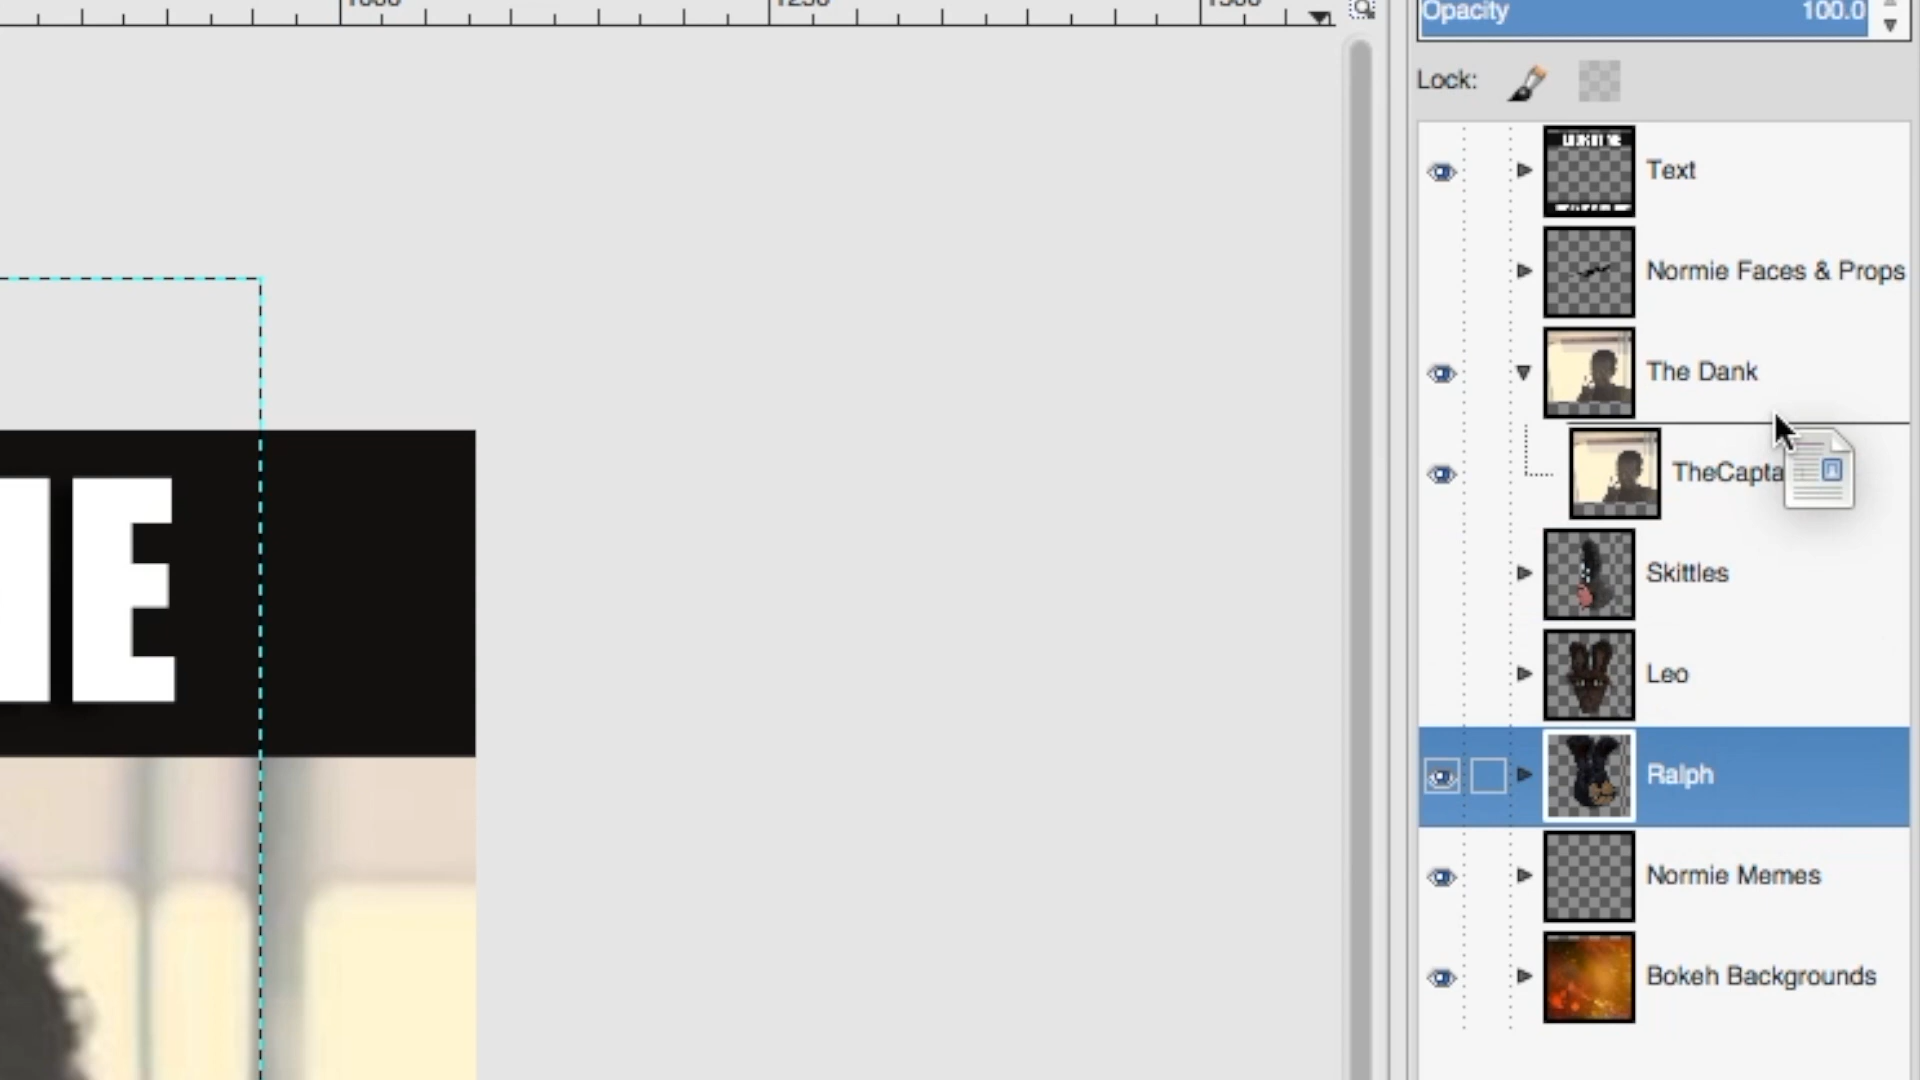 Opacity 100.0
Lock:
Text
Normie Faces & Props
The Dank
TheCapta
Skittles
Leo
Ralph
Normie Memes
Bokeh Backgrounds
E